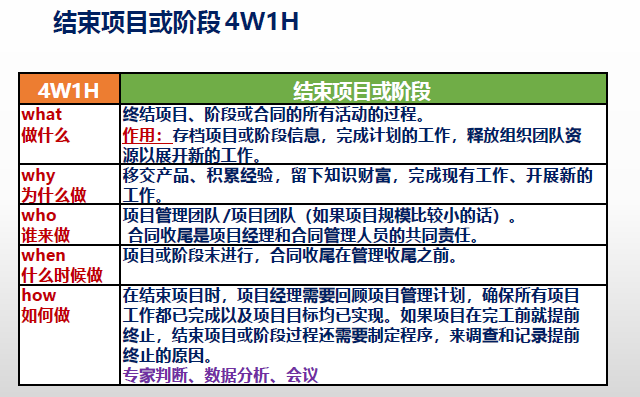 结束项目或阶段 4W1H
4W1H
结束项目或阶段
what
做什么
终结项目、阶段或合同的所有活动的过程。
作用：存档项目或阶段信息，完成计划的工作，释放组织团队资
源以展开新的工作。
why
为什么做
移交产品、积累经验，留下知识财富，完成现有工作、开展新的
工作。
who
谁来做
项目管理团队/项目团队（如果项目规模比较小的话）。
合同收尾是项目经理和合同管理人员的共同责任。
when
什么时候做
项目或阶段末进行，合同收尾在管理收尾之前。
how
如何做
在结束项目时，项目经理需要回顾项目管理计划，确保所有项目
工作都已完成以及项目目标均已实现。如果项目在完工前就提前
终止，结束项目或阶段过程还需要制定程序，来调查和记录提前
终止的原因。
专家判断、数据分析、会议